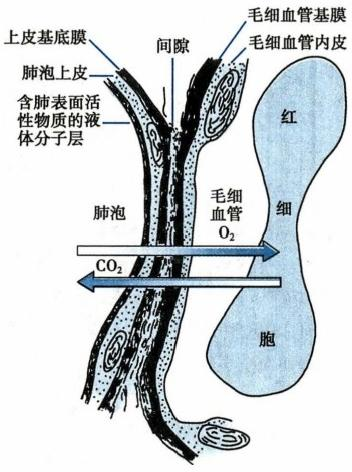 毛细血管基膜
上皮基底膜
间隙
毛细血管内皮
肺泡上皮
含肺表面活
性物质的液
体分子层
红
细
胞
肺泡
毛细
血管
O₂
CO₂